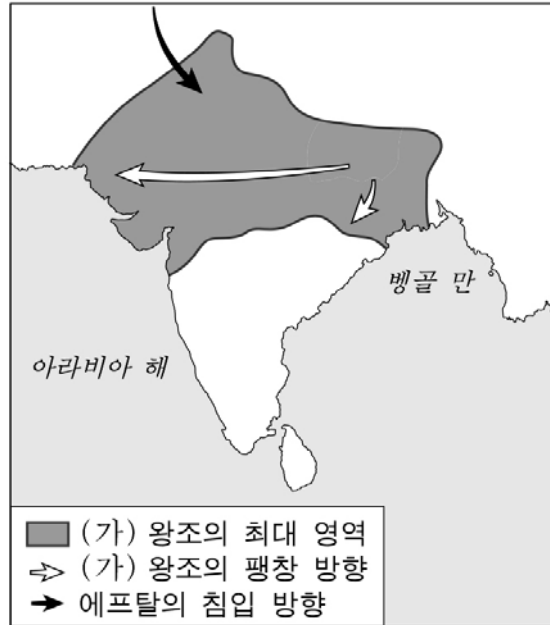 벵골 만
아라비아 해
(가) 왕조의 최대 영역
(가) 왕조의 팽창 방향
에프탈의 침입 방향